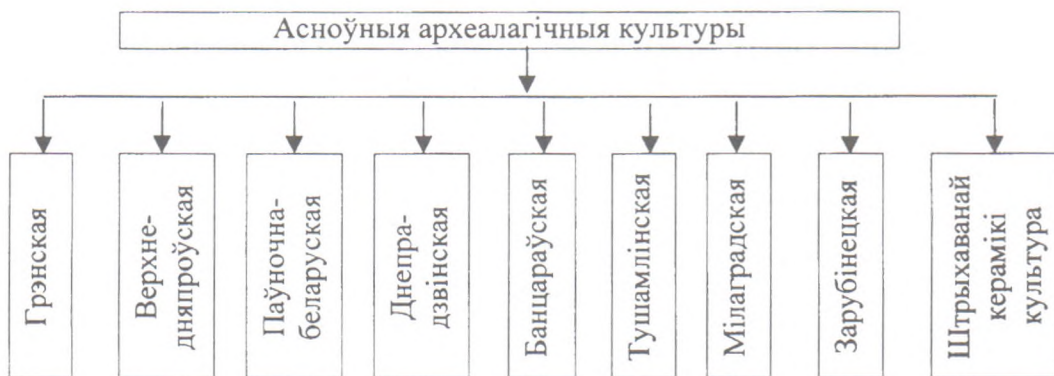 Асноўныя археалагічныя культуры
Грэнская
Верхне-
дняпроўская
Паўночна-
беларуская
Днепра-
дзвінская
Банцараўская
Тушамлінская
Мілаградская
Зарубінецкая
Штрыхаванай
керамікі
культура